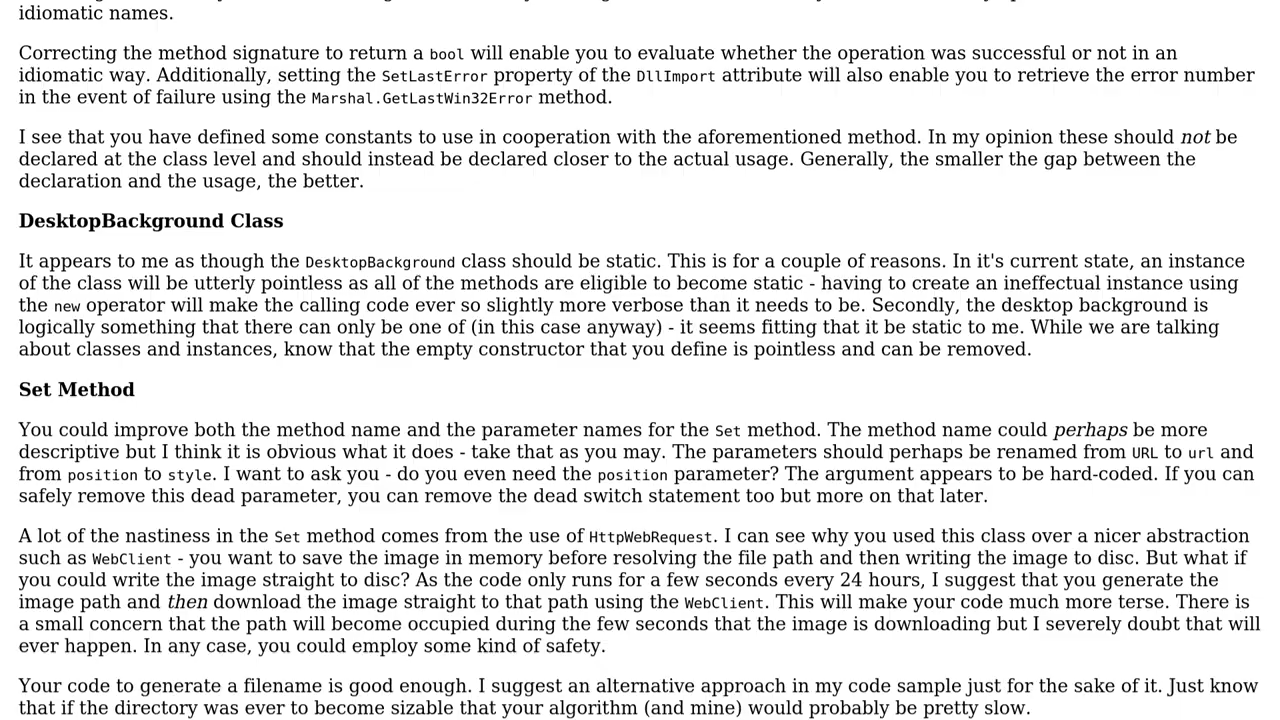 idiomatic names.
Correcting the method signature to return a bool will enable you to evaluate whether the operation was successful or not in an
idiomatic way. Additionally, setting the SetLastError property of the DllImport attribute will also enable you to retrieve the error number
in the event of failure using the Marshal.GetLastWin32Error method.
I see that you have defined some constants to use in cooperation with the aforementioned method. In my opinion these should not be
declared at the class level and should instead be declared closer to the actual usage. Generally, the smaller the gap between the
declaration and the usage, the better.
DesktopBackground Class
It appears to me as though the DesktopBackground class should be static. This is for a couple of reasons. In it's current state, an instance
of the class will be utterly pointless as all of the methods are eligible to become static - having to create an ineffectual instance using
the new operator will make the calling code ever so slightly more verbose than it needs to be. Secondly, the desktop background is
logically something that there can only be one of (in this case anyway) - it seems fitting that it be static to me. While we are talking
about classes and instances, know that the empty constructor that you define is pointless and can be removed.
Set Method
You could improve both the method name and the parameter names for the Set method. The method name could perhaps be more
descriptive but I think it is obvious what it does - take that as you may. The parameters should perhaps be renamed from URL to url and
from position to style. I want to ask you - do you even need the position parameter? The argument appears to be hard-coded. If you can
safely remove this dead parameter, you can remove the dead switch statement too but more on that later.
A lot of the nastiness in the Set method comes from the use of HttpWebRequest. I can see why you used this class over a nicer abstraction
such as WebClient - you want to save the image in memory before resolving the file path and then writing the image to disc. But what if
you could write the image straight to disc? As the code only runs for a few seconds every 24 hours, I suggest that you generate the
image path and then download the image straight to that path using the WebClient. This will make your code much more terse. There is
a small concern that the path will become occupied during the few seconds that the image is downloading but I severely doubt that will
ever happen. In any case, you could employ some kind of safety.
Your code to generate a filename is good enough. I suggest an alternative approach in my code sample just for the sake of it. Just know
that if the directory was ever to become sizable that your algorithm (and mine) would probably be pretty slow.